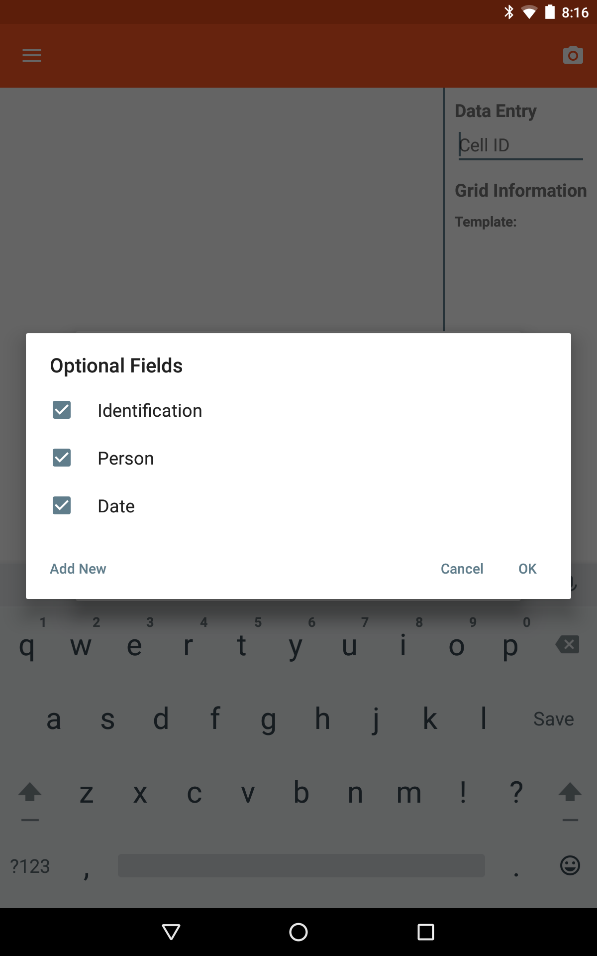 8:16
Data Entry
Cell ID
Grid Information
Template:
Optional Fields
Identification
Person
Date
Add New Cancel OK
1 2 3 4 5 6 7 8 9 0
q w e r t y u i o p
a s d f g h j k l Save
z x c v b n m ! ?
?123 , .